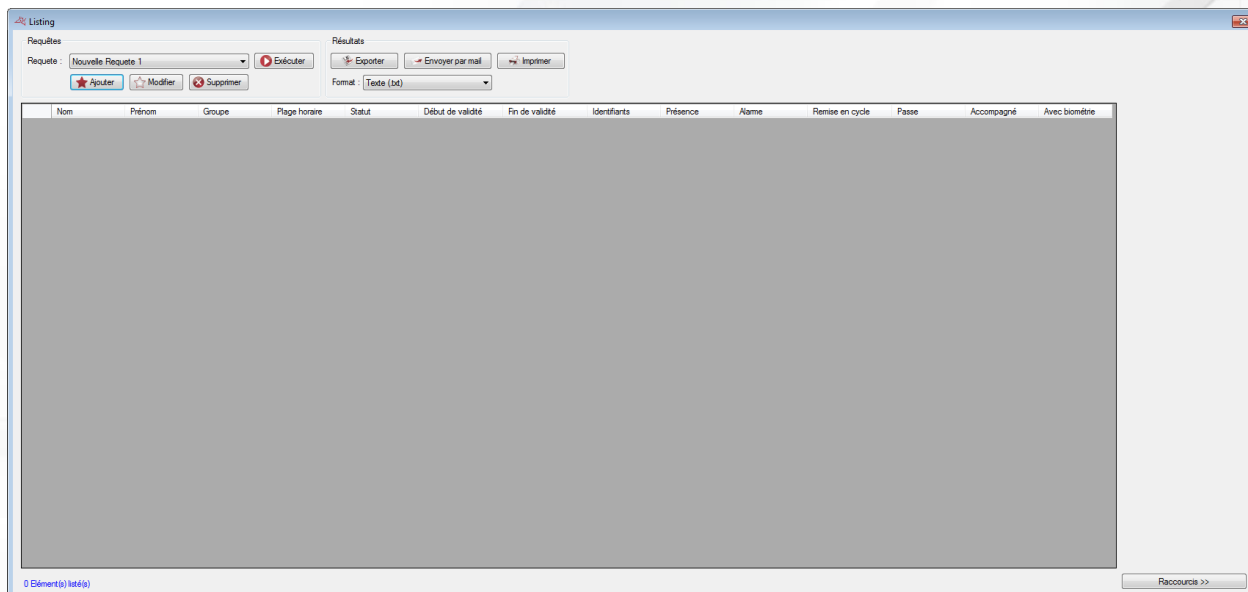 Listing
Requêtes
Requete : Nouvelle Requete 1 Exécuter
Ajouter Modifier Supprimer
Résultats
Exporter Envoyer par mail Imprimer
Format : Texte (.txt)
Nom Prénom Groupe Plage horaire Statut Début de validité Fin de validité Identifiants Présence Alarme Remise en cycle Passe Accompagné Avec biométrie
0 Elément(s) listé(s)
Raccourcis >>